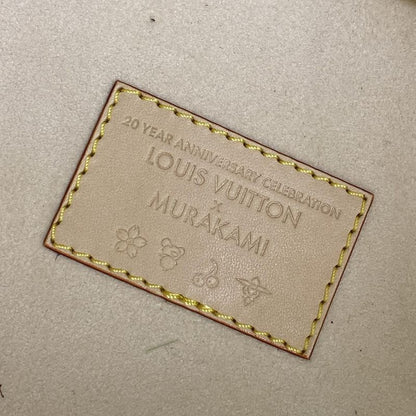 20 YEAR ANNIVERSARY CELEBRATION
LOUIS VUITTON
×
MURAKAMI